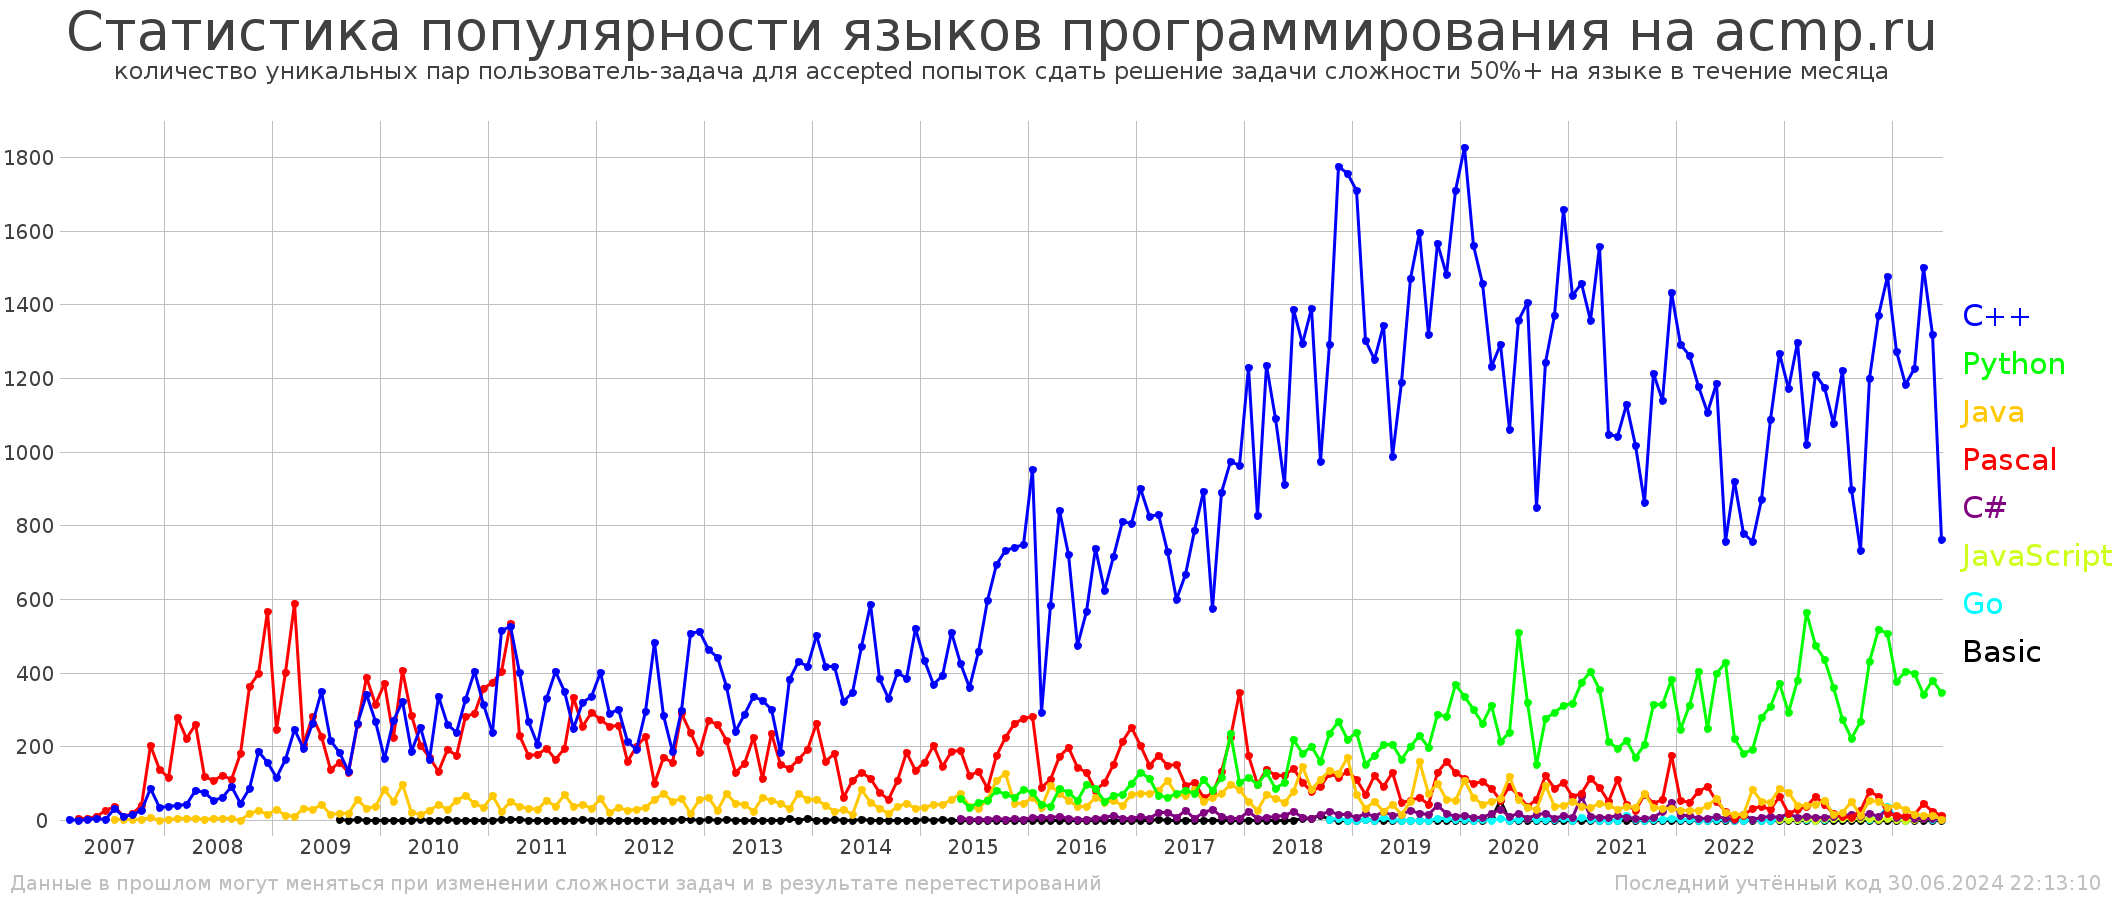 Статистика популярности языков программирования на acmp.ru
количество уникальных пар пользователь-задача для accepted попыток сдать решение задачи сложности 50%+ на языке в течение месяца
1800
1600
1400
1200
1000
800
600
400
200
0
C++
Python
Java
Pascal
C#
JavaScript
Go
Basic
2007 2008 2009 2010 2011 2012 2013 2014 2015 2016 2017 2018 2019 2020 2021 2022 2023
Данные в прошлом могут меняться при изменении сложности задач и в результате перетестирований
Последний учтённый код 30.06.2024 22:13:10